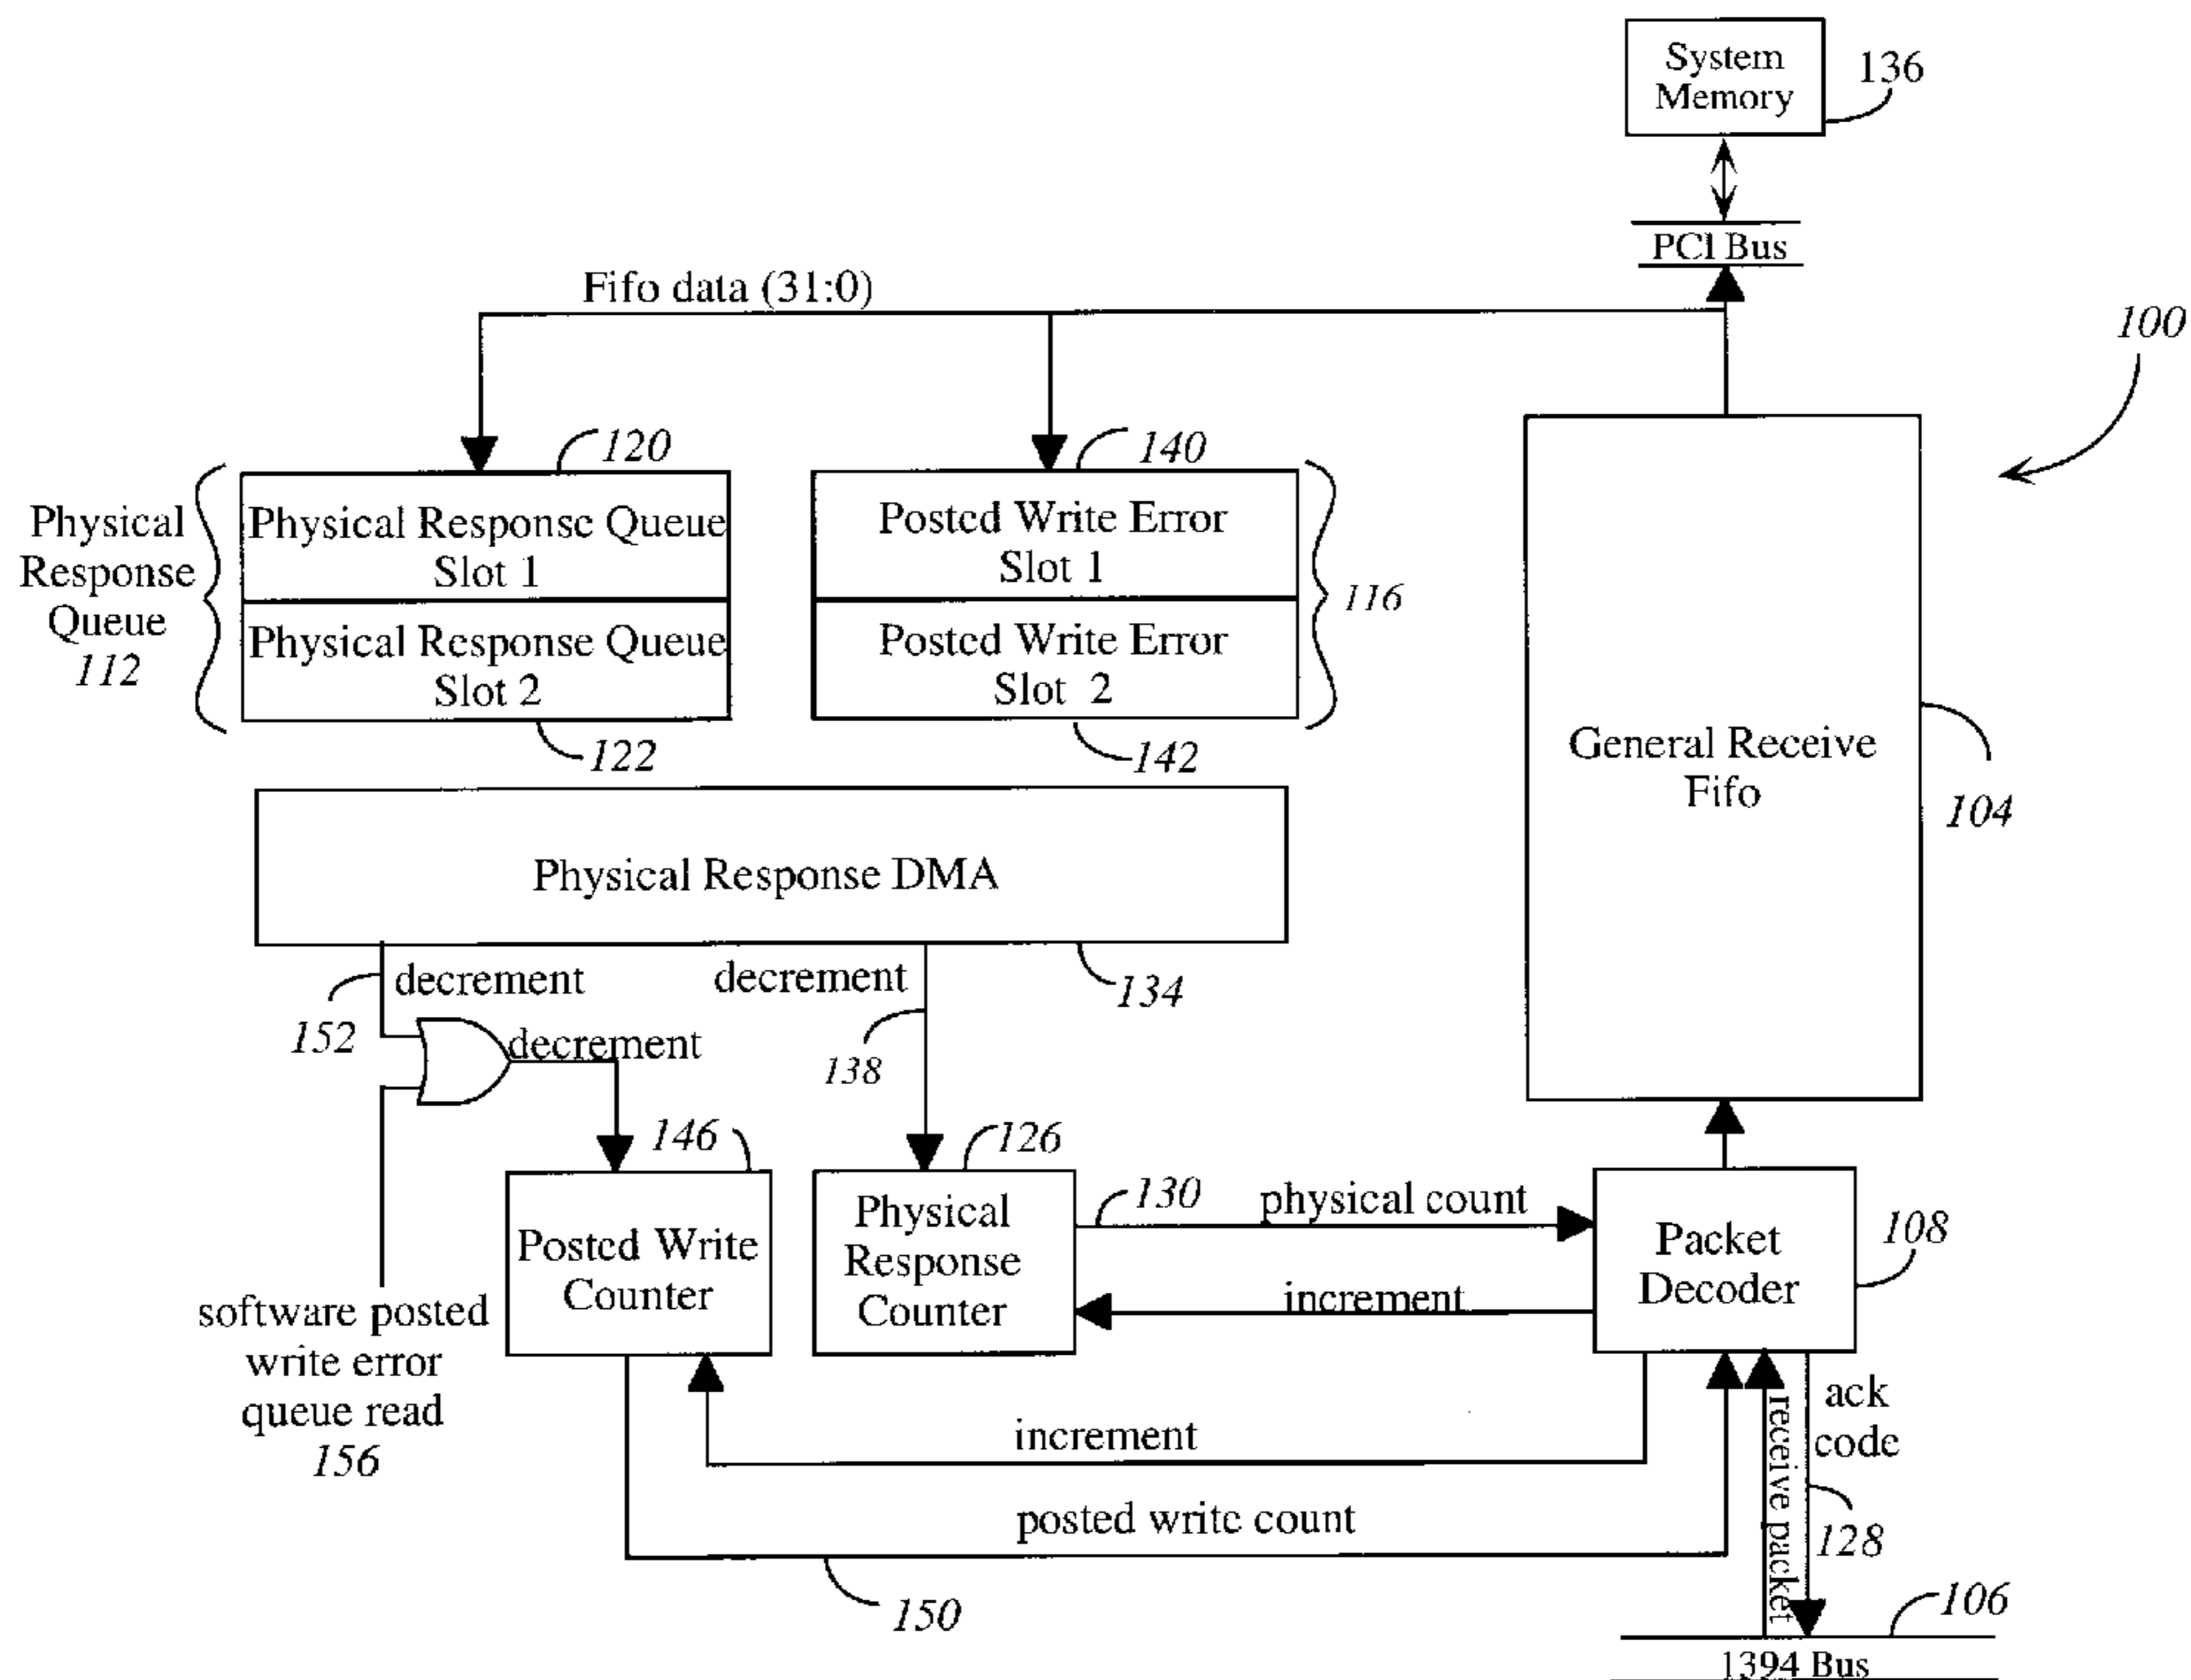 System
Memory
136
PCI Bus
Fifo data (31:0)
100
120
140
Physical
Response
Queue
112
Physical Response Queue
Slot 1
Physical Response Queue
Slot 2
Posted Write Error
Slot 1
Posted Write Error
Slot 2
116
122
142
General Receive
Fifo
104
Physical Response DMA
134
152
decrement
decrement
decrement
138
146
126
Posted Write
Counter
Physical
Response
Counter
130
physical count
increment
Packet
Decoder
108
software posted
write error
queue read
156
increment
posted write count
150
receive packet
ack
code
128
106
1394 Bus